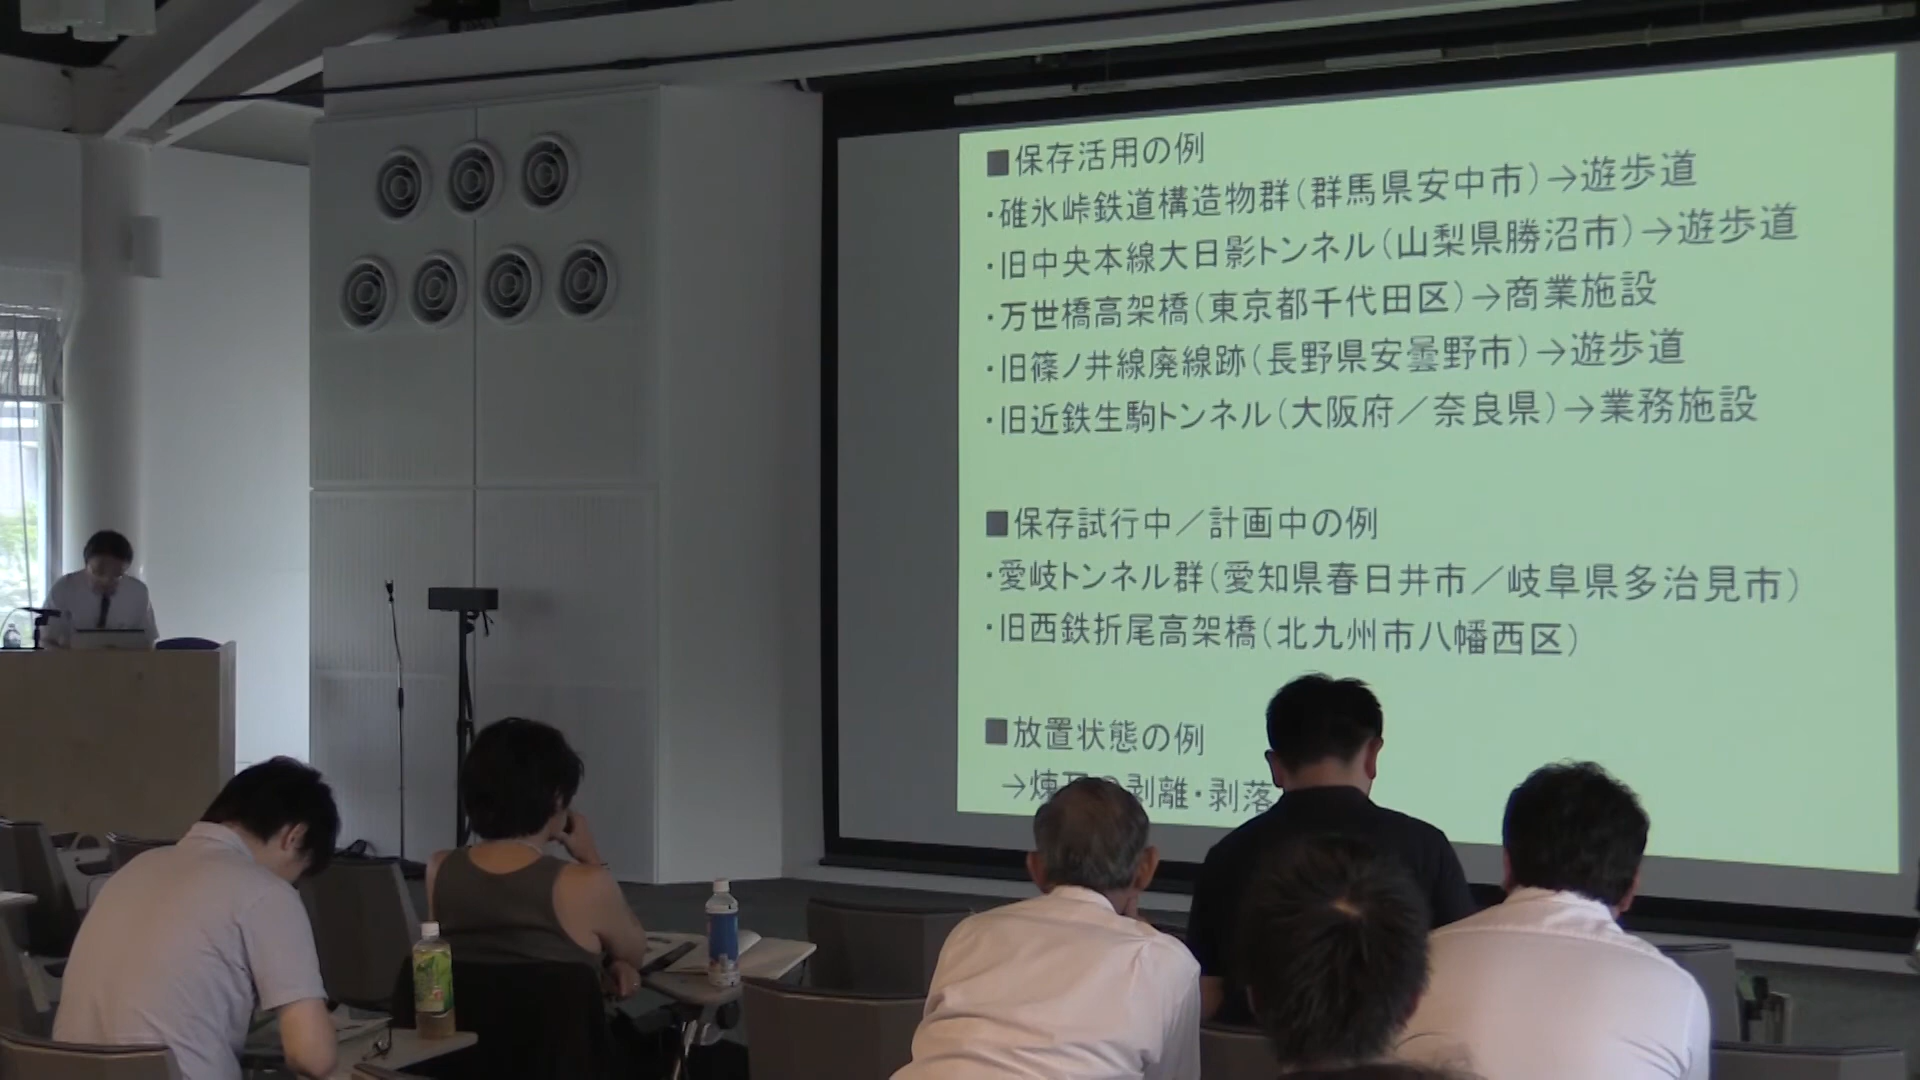 ■保存活用の例
・碓氷峠鉄道構造物群(群馬県安中市)→遊歩道
・旧中央本線大日影トンネル(山梨県勝沼市)→遊歩道
・万世橋高架橋(東京都千代田区)→商業施設
・旧篠ノ井線廃線跡(長野県安曇野市)→遊歩道
・旧近鉄生駒トンネル(大阪府／奈良県)→業務施設
■保存試行中／計画中の例
・愛岐トンネル群(愛知県春日井市／岐阜県多治見市)
・旧西鉄折尾高架橋(北九州市八幡西区)
■放置状態の例
→煉瓦の剥離・剥落